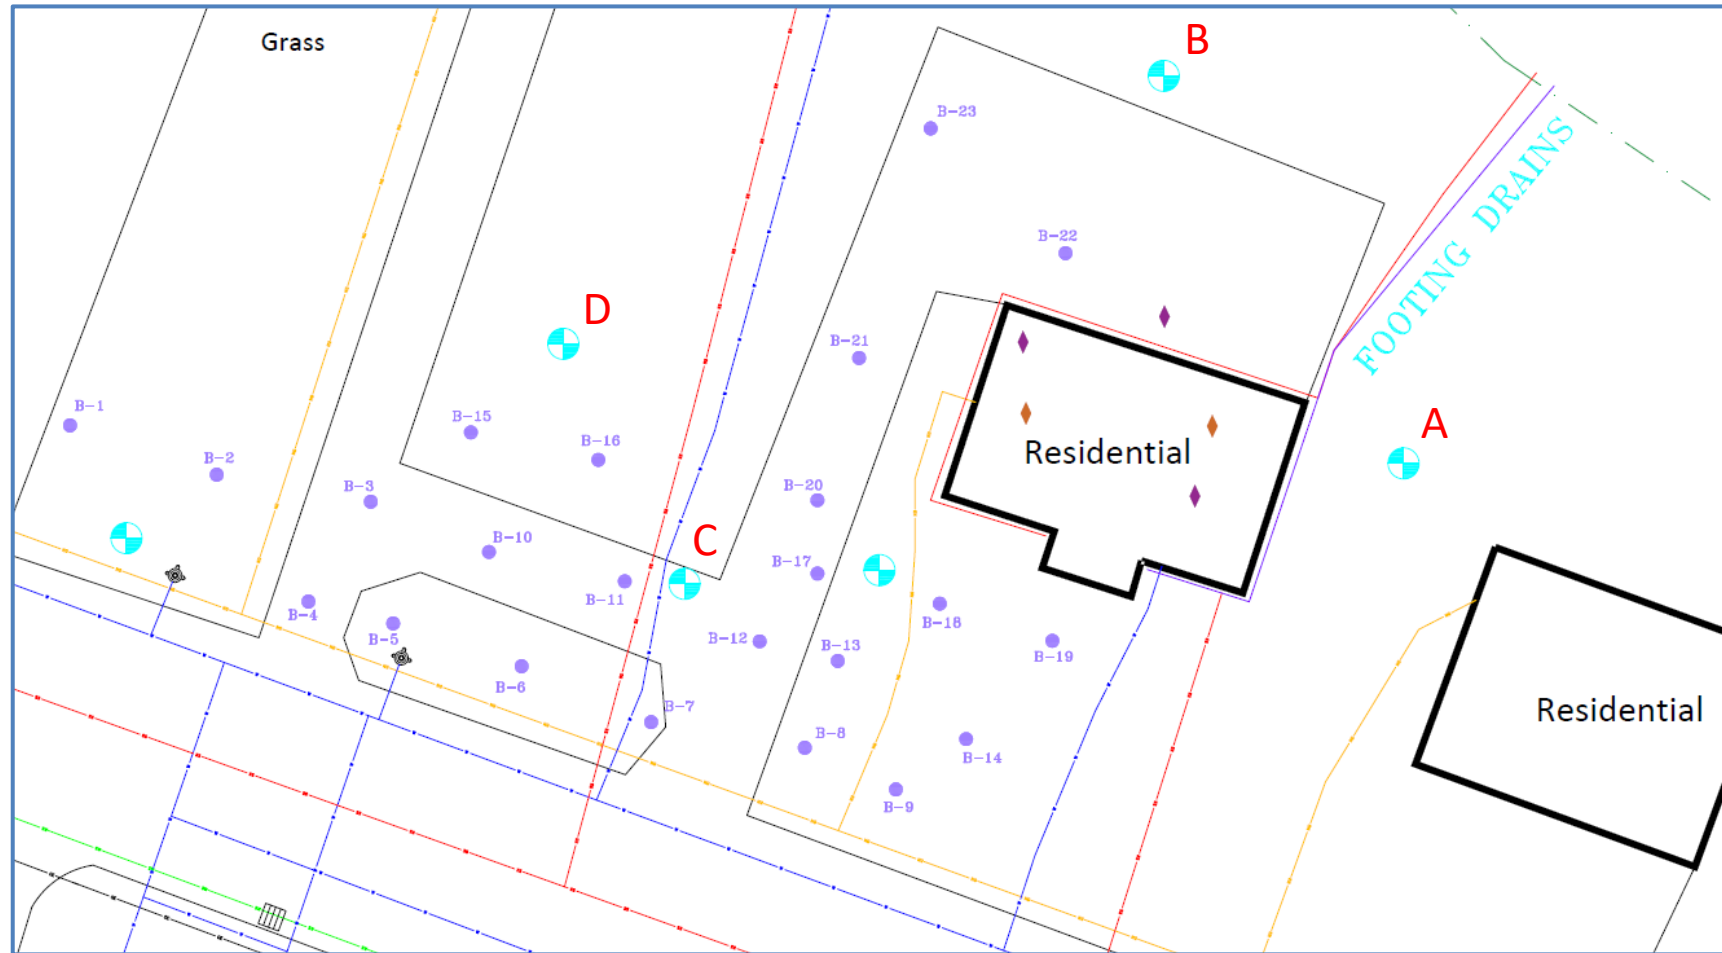 Grass
B
B-23
FOOTING DRAINS
B-22
D
B-21
A
B-1
B-15
B-16
Residential
B-2
B-3
B-20
B-10
C
B-17
B-11
B-4
B-18
B-5
B-12
B-13
B-19
B-6
B-7
Residential
B-8
B-14
B-9